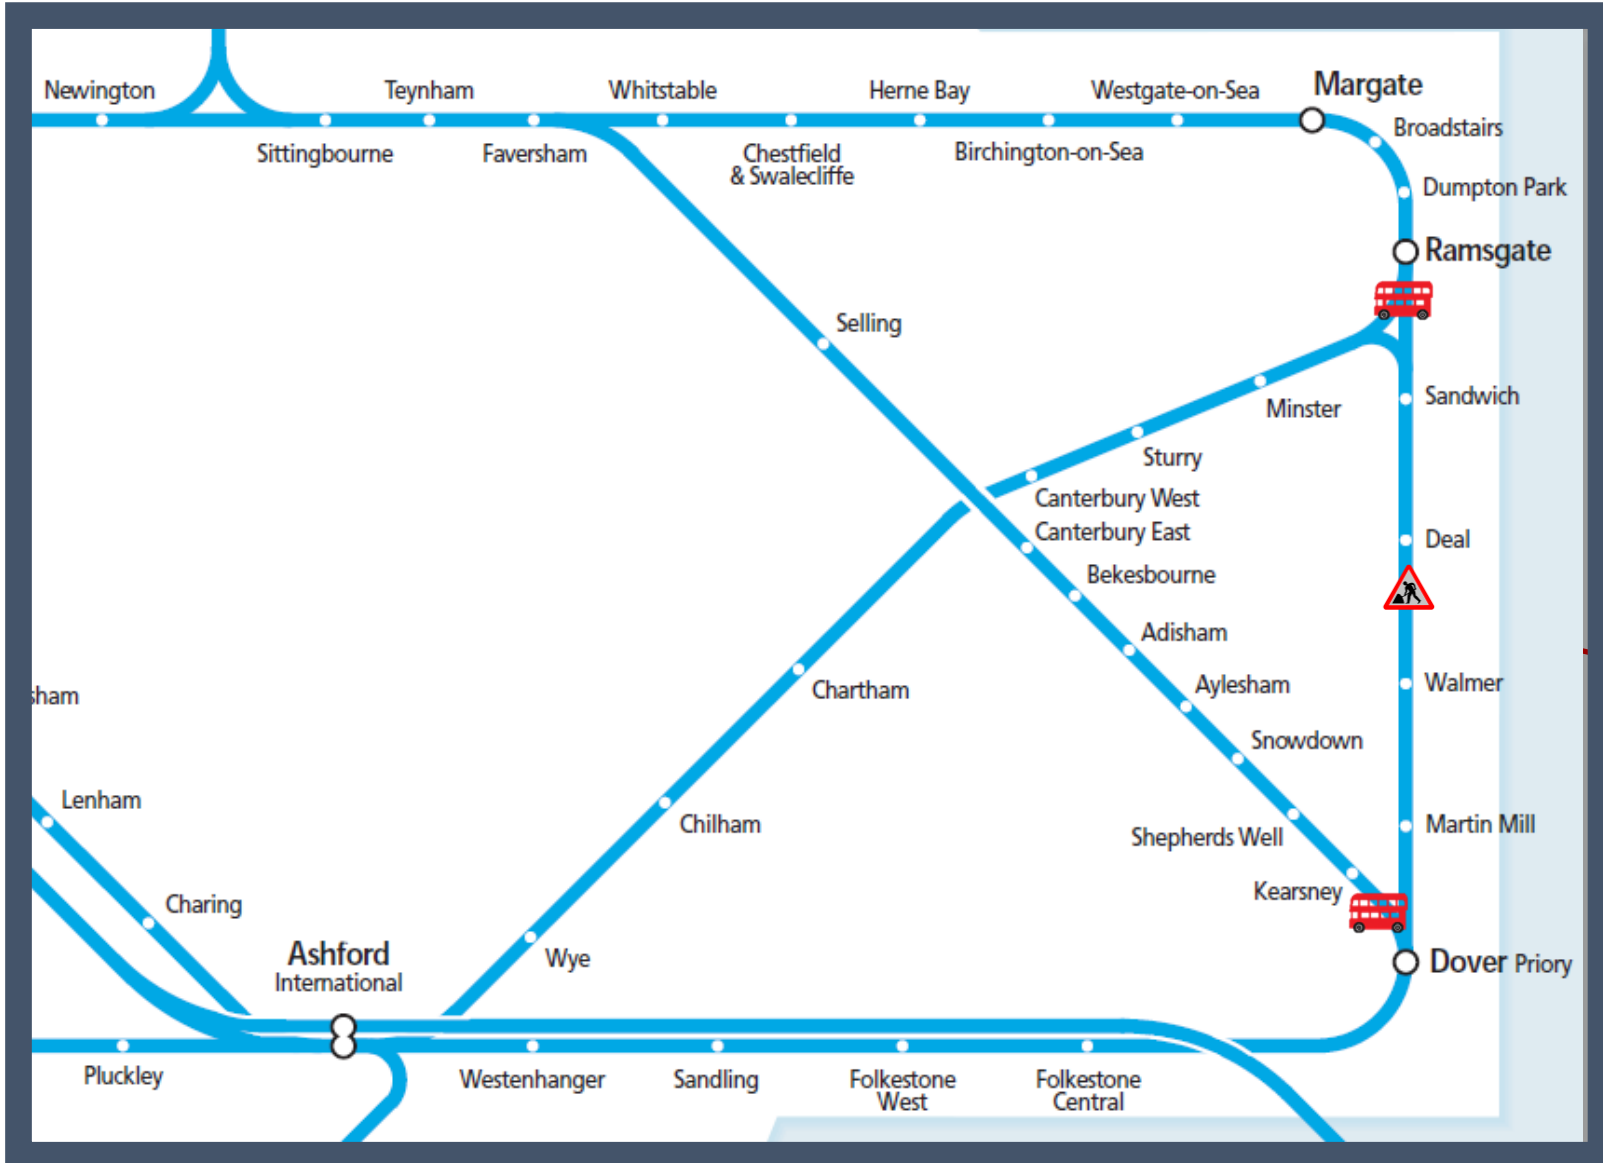 Newington
Teynham
Whitstable
Herne Bay
Westgate-on-Sea
Margate
Broadstairs
Sittingbourne
Faversham
Chestfield
& Swalecliffe
Birchington-on-Sea
Dumpton Park
Ramsgate
Selling
Sandwich
Minster
Sturry
Canterbury West
Canterbury East
Deal
Bekesbourne
Adisham
Aylesham
Walmer
Chartham
sham
Snowdown
Lenham
Chilham
Martin Mill
Shepherds Well
Kearsney
Charing
Ashford
International
Wye
Dover Priory
Pluckley
Westenhanger
Sandling
Folkestone
West
Folkestone
Central